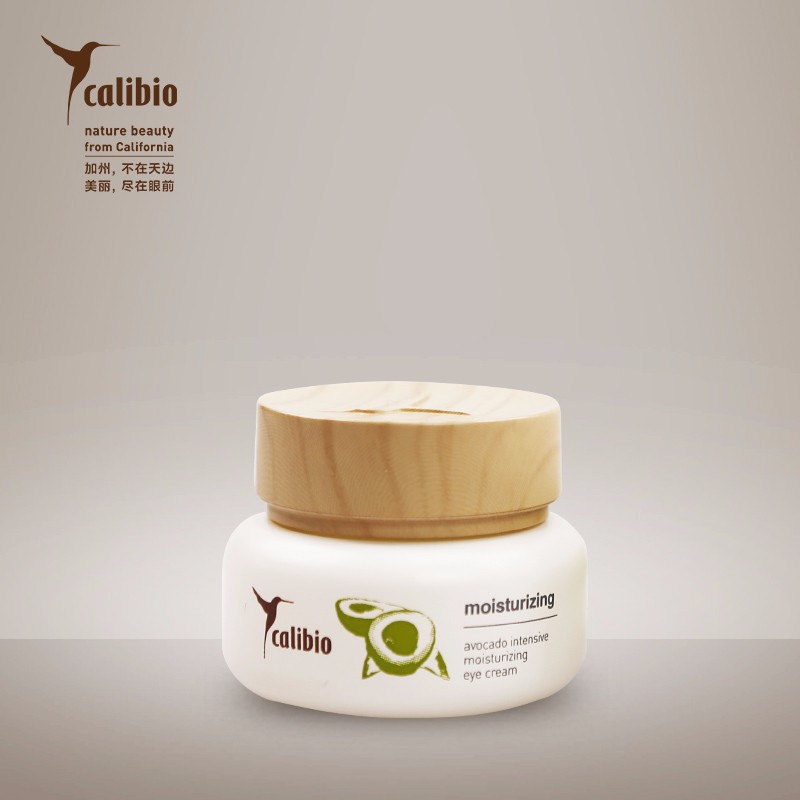 calibio
nature beauty
from California
加州，不在天边
美丽，尽在眼前
calibio
moisturizing
avocado intensive
moisturizing
eye cream